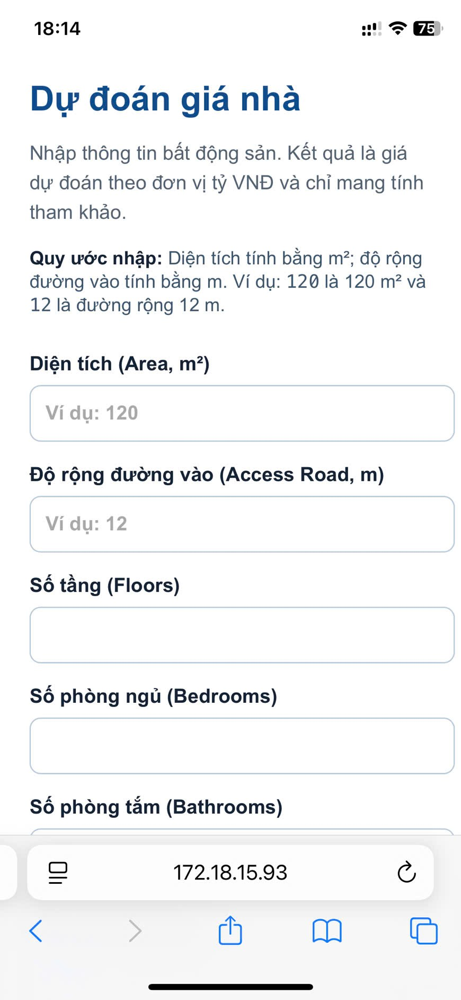 18:14
75
Dự đoán giá nhà
Nhập thông tin bất động sản. Kết quả là giá
dự đoán theo đơn vị tỷ VNĐ và chỉ mang tính
tham khảo.
Quy ước nhập: Diện tích tính bằng m²; độ rộng
đường vào tính bằng m. Ví dụ: 120 là 120 m² và
12 là đường rộng 12 m.
Diện tích (Area, m²)
Ví dụ: 120
Độ rộng đường vào (Access Road, m)
Ví dụ: 12
Số tầng (Floors)
Số phòng ngủ (Bedrooms)
Số phòng tắm (Bathrooms)
172.18.15.93